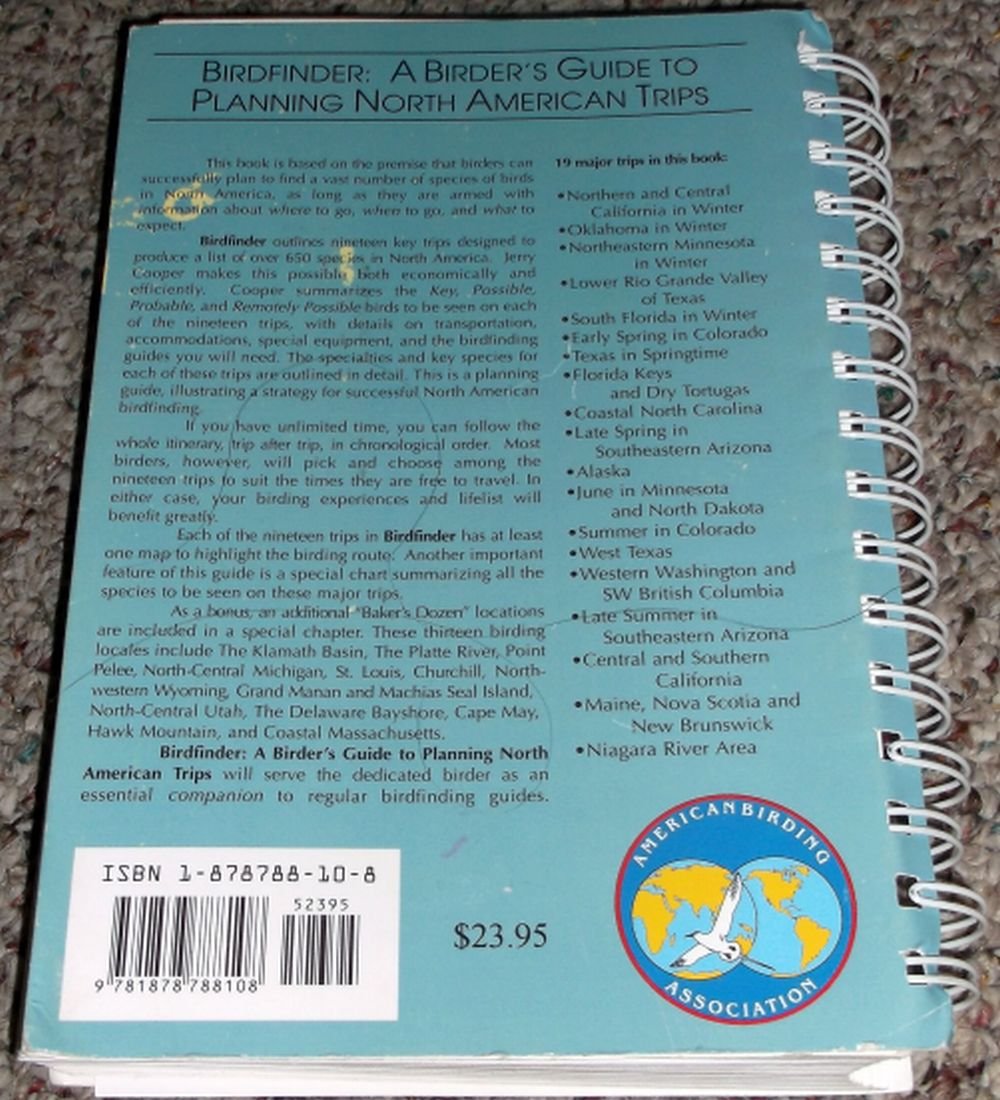 BIRDFINDER: A BIRDER'S GUIDE TO
PLANNING NORTH AMERICAN TRIPS
This book is based on the premise that birders can
successfully plan to find a vast number of species of birds
in North America, as long as they are armed with
information about where to go, when to go, and what to
expect.
Birdfinder outlines nineteen key trips designed to
produce a list of over 650 species in North America. Jerry
Cooper makes this possible both economically and
efficiently. Cooper summarizes the Key, Possible,
Probable, and Remotely Possible birds to be seen on each
of the nineteen trips, with details on transportation,
accommodations, special equipment, and the birdfinding
guides you will need. The specialties and key species for
each of these trips are outlined in detail. This is a planning
guide, illustrating a strategy for successful North American
birdfinding.
If you have unlimited time, you can follow the
whole itinerary, trip after trip, in chronological order. Most
birders, however, will pick and choose among the
nineteen trips to suit the times they are free to travel. In
either case, your birding experiences and lifelist will
benefit greatly.
Each of the nineteen trips in Birdfinder has at least
one map to highlight the birding route. Another important
feature of this guide is a special chart summarizing all the
species to be seen on these major trips.
As a bonus, an additional "Baker's Dozen" locations
are included in a special chapter. These thirteen birding
locales include The Klamath Basin, The Platte River, Point
Pelee, North-Central Michigan, St. Louis, Churchill, North-
western Wyoming, Grand Manan and Machias Seal Island,
North-Central Utah, The Delaware Bayshore, Cape May,
Hawk Mountain, and Coastal Massachusetts.
Birdfinder: A Birder's Guide to Planning North
American Trips will serve the dedicated birder as an
essential companion to regular birdfinding guides.
19 major trips in this book:
•Northern and Central
California in Winter
•Oklahoma in Winter
•Northeastern Minnesota
in Winter
•Lower Rio Grande Valley
of Texas
•South Florida in Winter
•Early Spring in Colorado
•Texas in Springtime
•Florida Keys
and Dry Tortugas
•Coastal North Carolina
•Late Spring in
Southeastern Arizona
•Alaska
•June in Minnesota
and North Dakota
•Summer in Colorado
•West Texas
•Western Washington and
SW British Columbia
•Late Summer in
Southeastern Arizona
•Central and Southern
California
•Maine, Nova Scotia and
New Brunswick
•Niagara River Area
ISBN 1-878788-10-8
52395
9 781878 788108
$23.95
AMERICAN BIRDING
ASSOCIATION